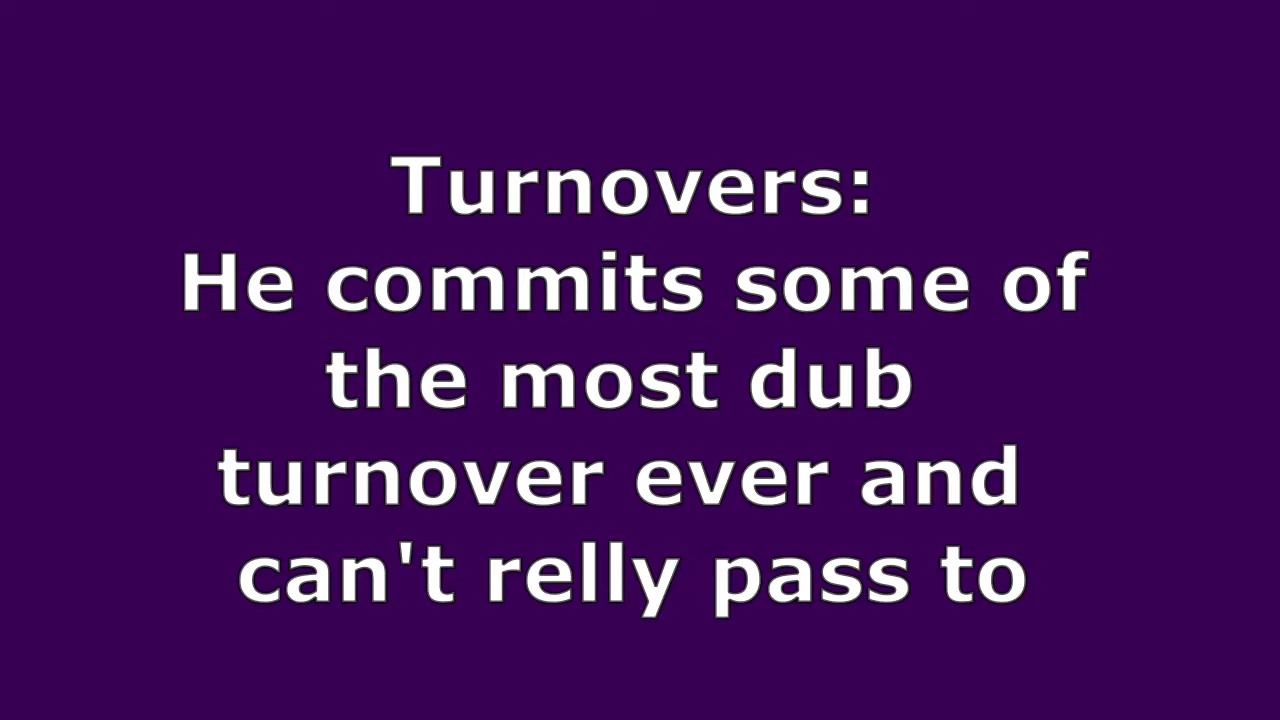 Turnovers:
He commits some of
the most dub
turnover ever and
can't relly pass to